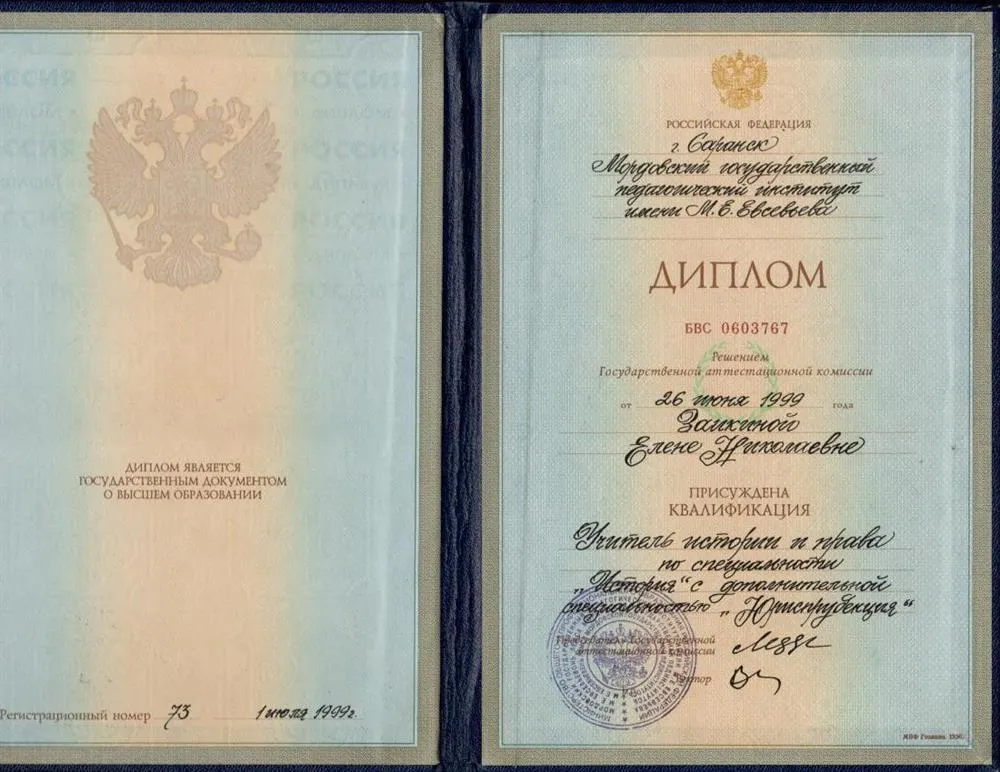 ДИПЛОМ ЯВЛЯЕТСЯ
ГОСУДАРСТВЕННЫМ ДОКУМЕНТОМ
О ВЫСШЕМ ОБРАЗОВАНИИ
Регистрационный номер 73 1 июля 1999г.
РОССИЙСКАЯ ФЕДЕРАЦИЯ
г. Саранск
Мордовский государственный
педагогический институт
имени М. Е. Евсевьева
ДИПЛОМ
БВС 0603767
Решением
Государственной аттестационной комиссии
от 26 июня 1999 года
Заикиной
Елене Николаевне
ПРИСУЖДЕНА
КВАЛИФИКАЦИЯ
Учитель истории и права
по специальности
„История“ с дополнительной
специальностью „Юриспруденция“
Председатель Государственной
аттестационной комиссии
Ректор